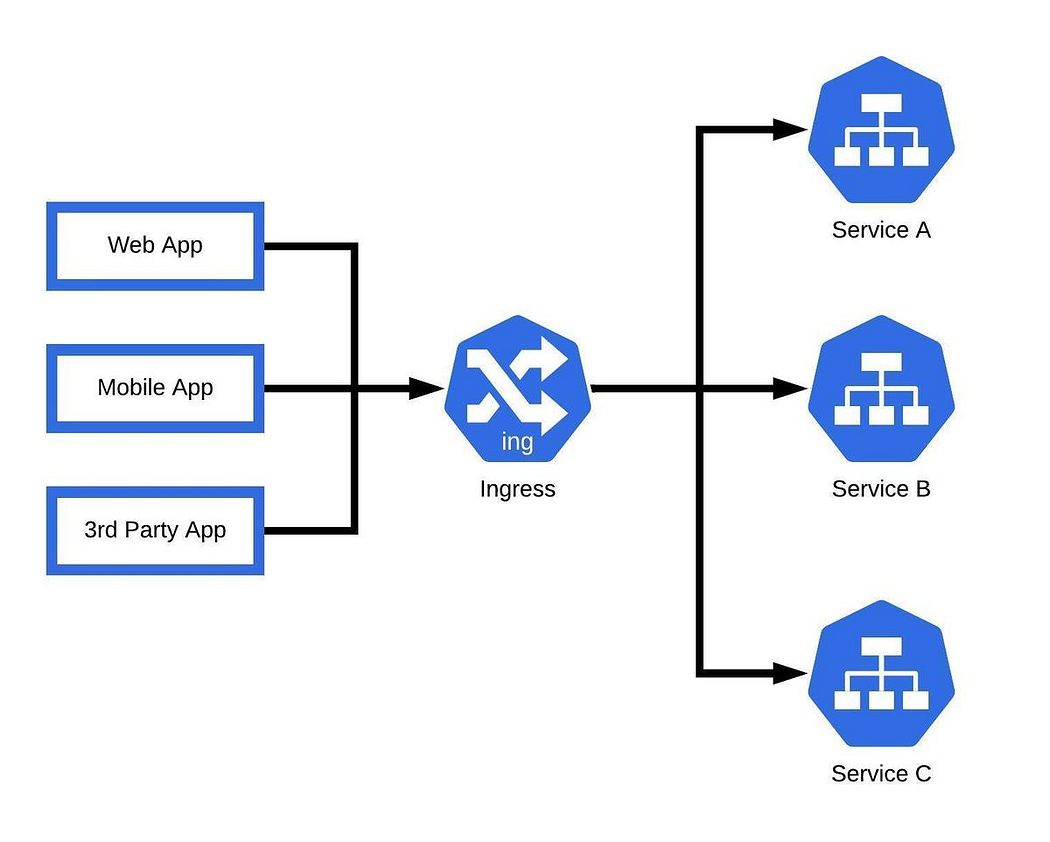 Web App
Mobile App
3rd Party App
ing
Ingress
Service A
Service B
Service C